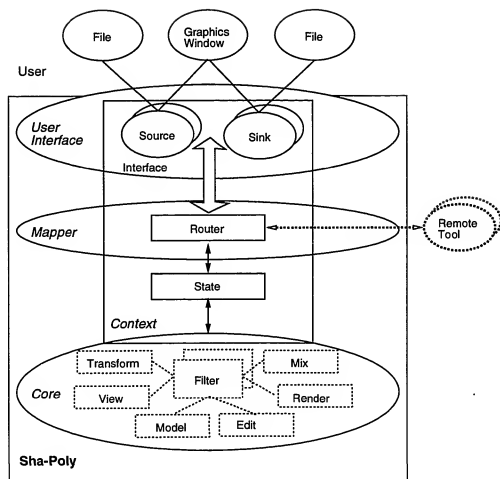 File
Graphics
Window
File
User
User
Interface
Source
Sink
Interface
Mapper
Router
Remote
Tool
State
Context
Transform
Mix
Filter
Core
View
Render
Model
Edit
Sha-Poly